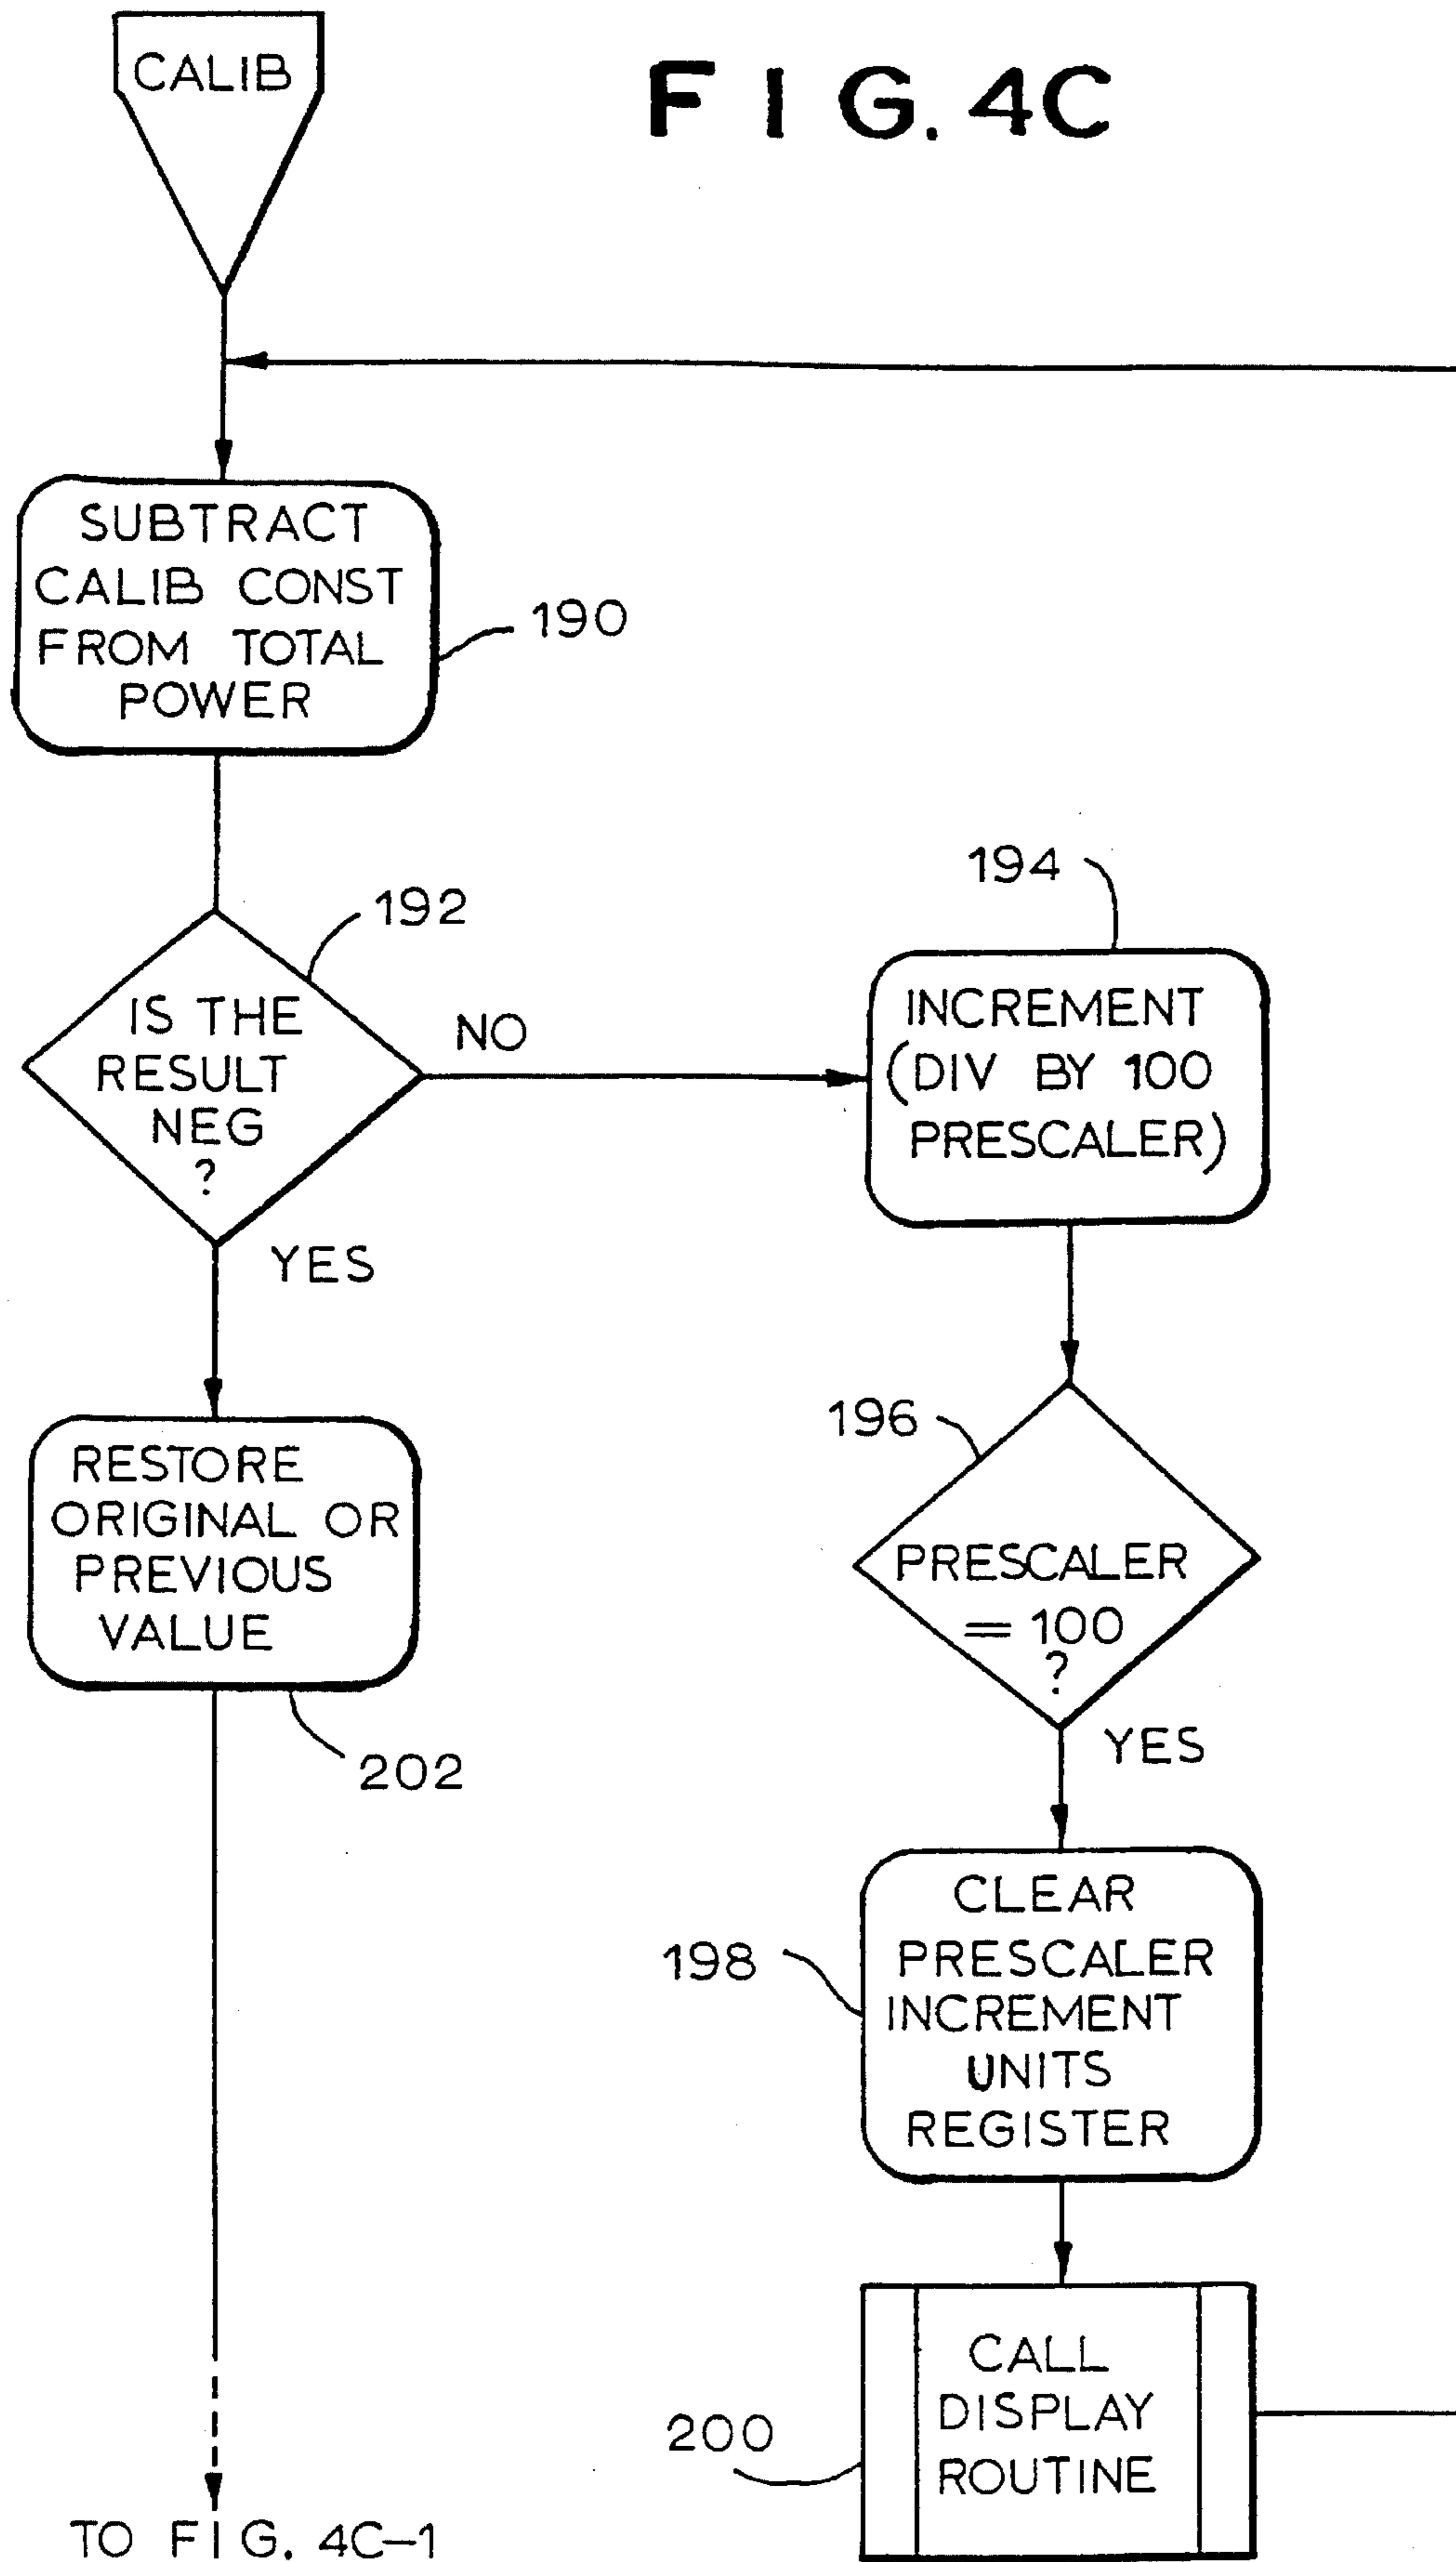 CALIB
FIG. 4C
SUBTRACT
CALIB CONST
FROM TOTAL
POWER
190
192
IS THE
RESULT
NEG
?
NO
YES
194
INCREMENT
(DIV BY 100
PRESCALER)
196
PRESCALER
= 100
?
YES
RESTORE
ORIGINAL OR
PREVIOUS
VALUE
202
198
CLEAR
PRESCALER
INCREMENT
UNITS
REGISTER
200
CALL
DISPLAY
ROUTINE
TO FIG. 4C-1